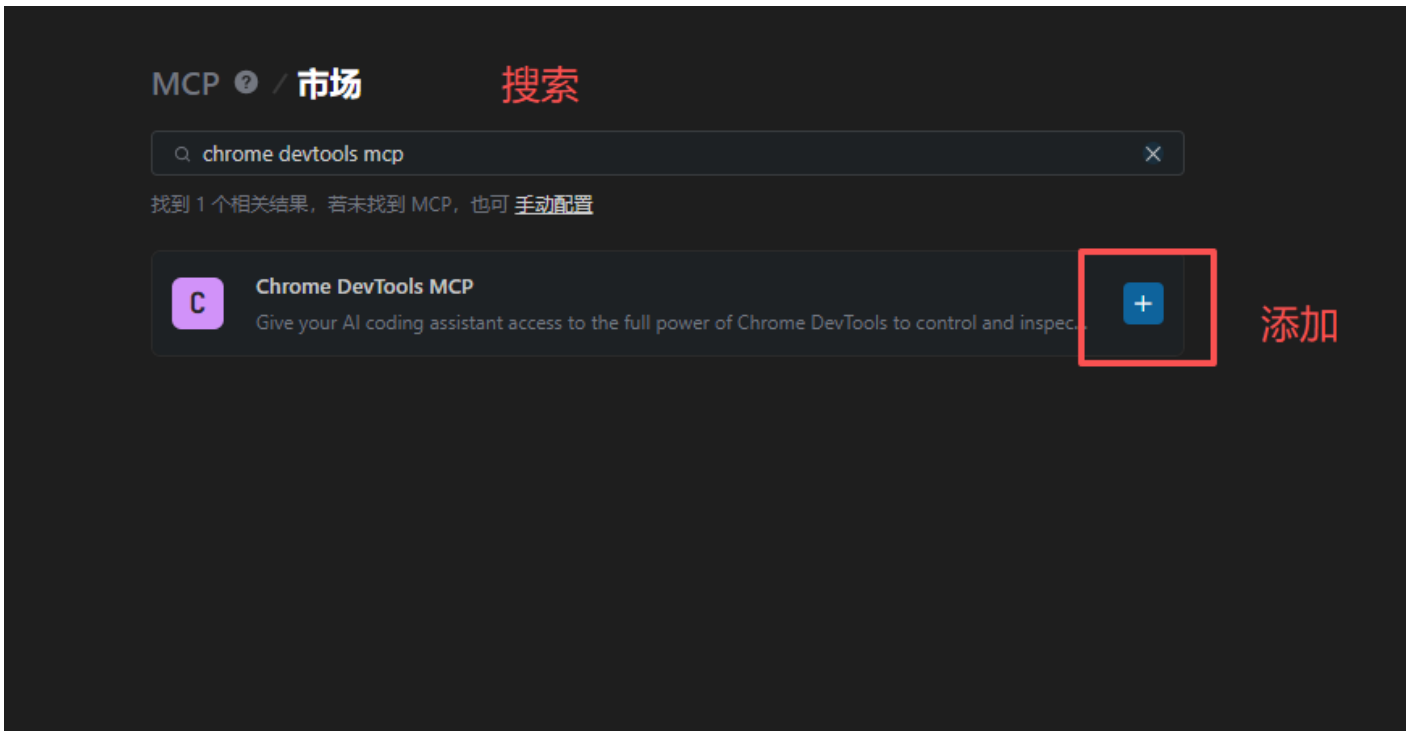 MCP ? / 市场 搜索
chrome devtools mcp
找到 1 个相关结果，若未找到 MCP，也可 手动配置
Chrome DevTools MCP
C
Give your AI coding assistant access to the full power of Chrome DevTools to control and inspec...
+
添加